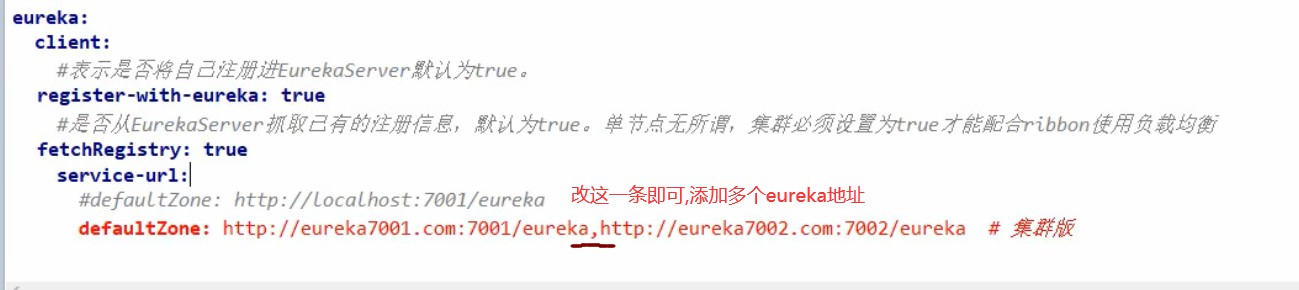 eureka:
client:
#表示是否将自己注册进EurekaServer默认为true。
register-with-eureka: true
#是否从EurekaServer抓取已有的注册信息，默认为true。单节点无所谓，集群必须设置为true才能配合ribbon使用负载均衡
fetchRegistry: true
service-url:
#defaultZone: http://localhost:7001/eureka
改这一条即可,添加多个eureka地址
defaultZone: http://eureka7001.com:7001/eureka,http://eureka7002.com:7002/eureka # 集群版